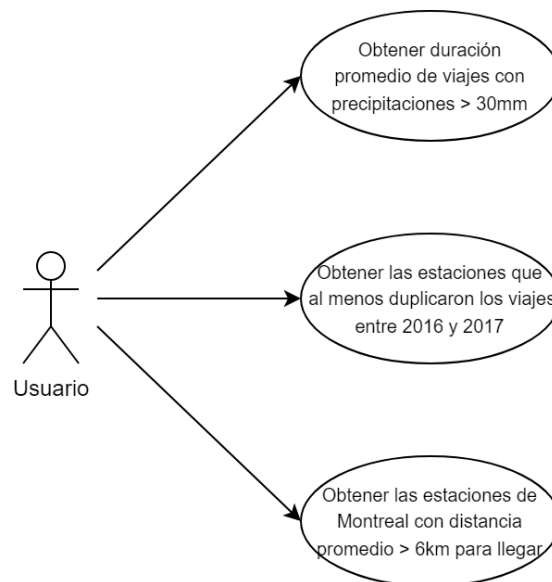 Obtener duración
promedio de viajes con
precipitaciones > 30mm
Obtener las estaciones que
al menos duplicaron los viajes
entre 2016 y 2017
Usuario
Obtener las estaciones de
Montreal con distancia
promedio > 6km para llegar